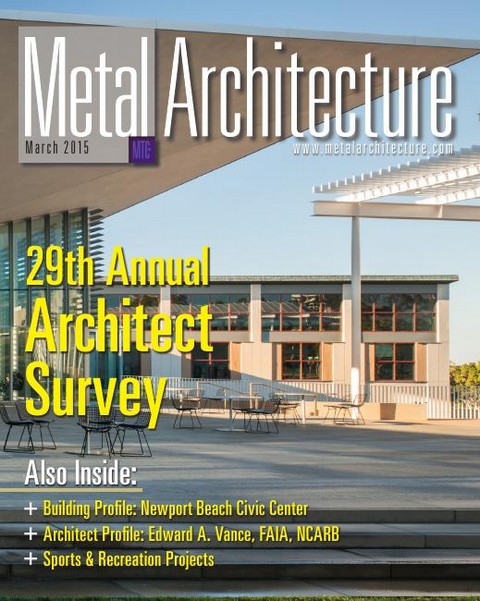 Metal Architecture
March 2015
MTC
www.metalarchitecture.com
29th Annual
Architect
Survey
Also Inside:
+ Building Profile: Newport Beach Civic Center
+ Architect Profile: Edward A. Vance, FAIA, NCARB
+ Sports & Recreation Projects